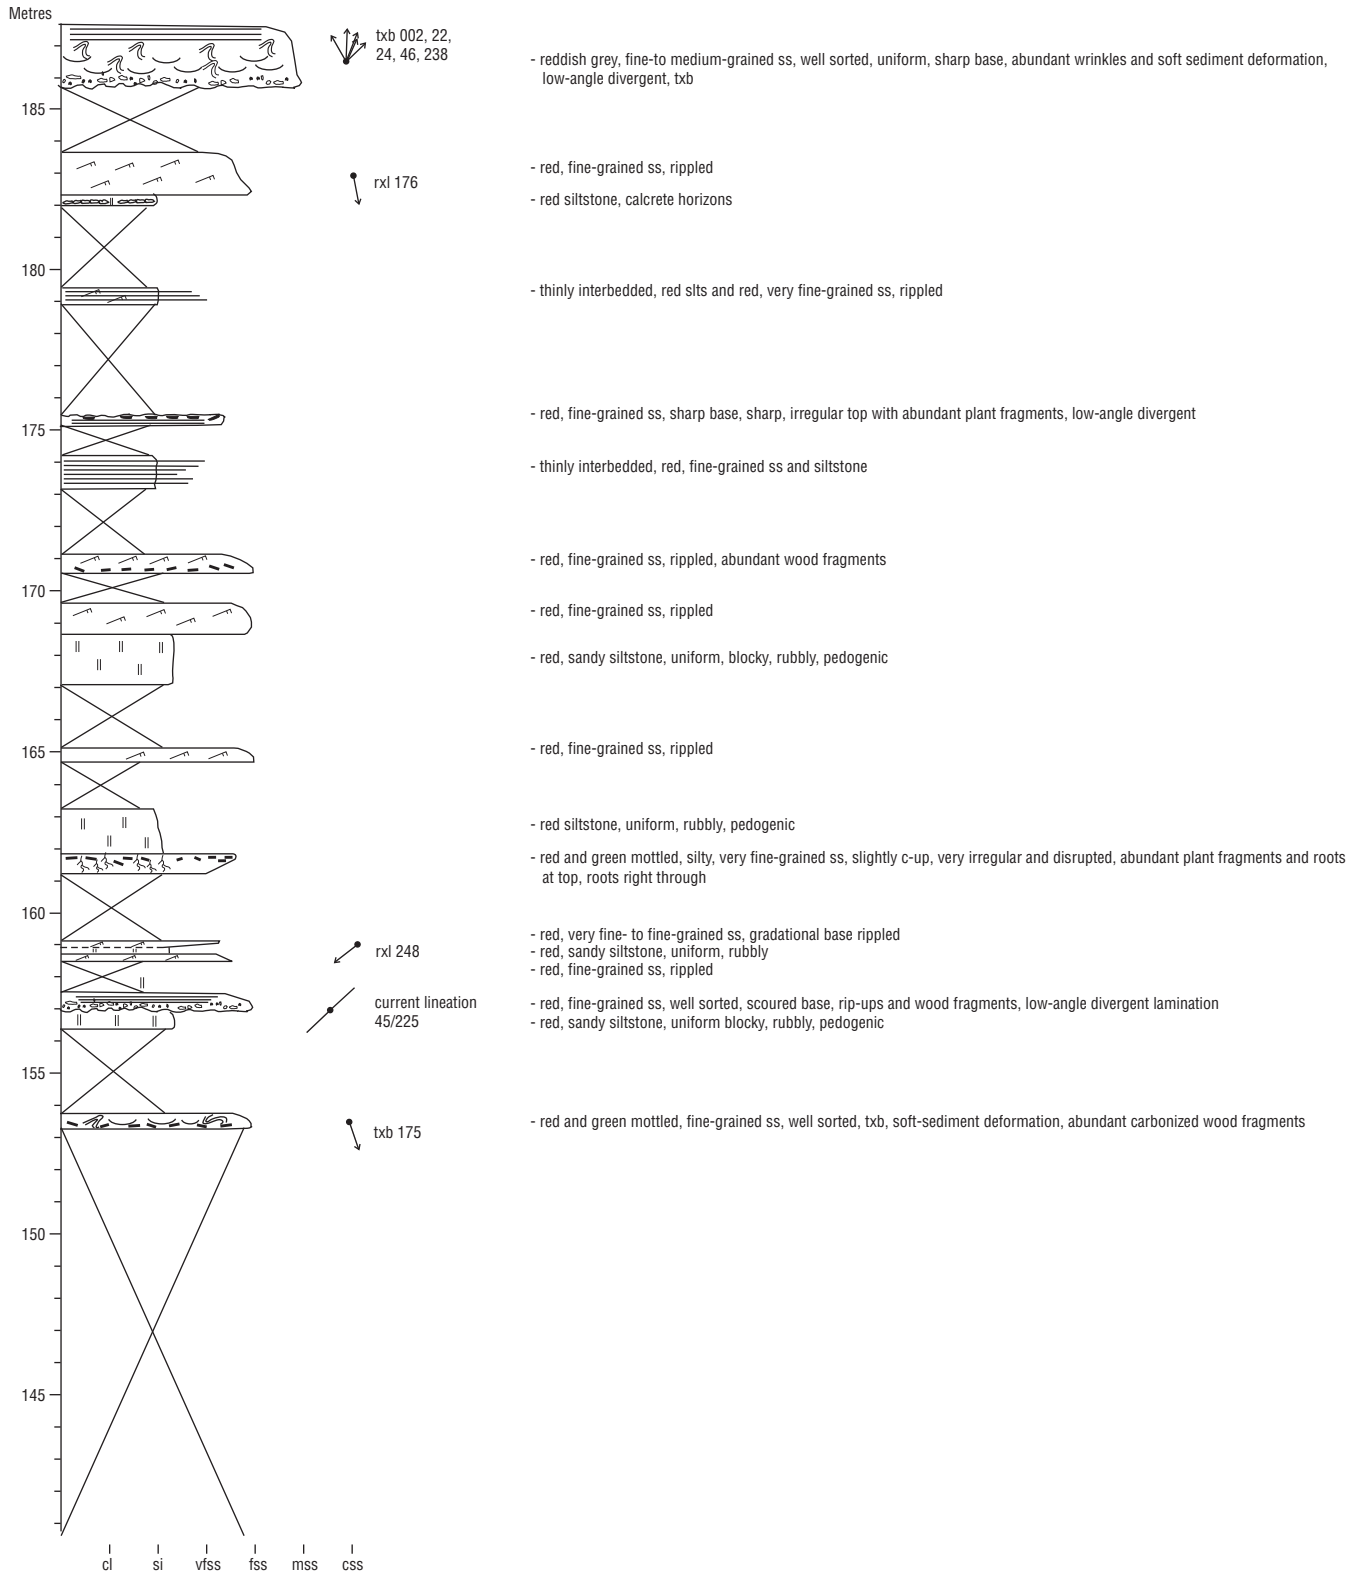 Metres
txb 002, 22,
24, 46, 238
- reddish grey, fine-to medium-grained ss, well sorted, uniform, sharp base, abundant wrinkles and soft sediment deformation,
low-angle divergent, txb
185
- red, fine-grained ss, rippled
rxl 176
- red siltstone, calcrete horizons
180
- thinly interbedded, red slts and red, very fine-grained ss, rippled
- red, fine-grained ss, sharp base, sharp, irregular top with abundant plant fragments, low-angle divergent
175
- thinly interbedded, red, fine-grained ss and siltstone
- red, fine-grained ss, rippled, abundant wood fragments
170
- red, fine-grained ss, rippled
- red, sandy siltstone, uniform, blocky, rubbly, pedogenic
165
- red, fine-grained ss, rippled
- red siltstone, uniform, rubbly, pedogenic
- red and green mottled, silty, very fine-grained ss, slightly c-up, very irregular and disrupted, abundant plant fragments and roots
at top, roots right through
160
- red, very fine- to fine-grained ss, gradational base rippled
rxl 248
- red, sandy siltstone, uniform, rubbly
- red, fine-grained ss, rippled
current lineation
45/225
- red, fine-grained ss, well sorted, scoured base, rip-ups and wood fragments, low-angle divergent lamination
- red, sandy siltstone, uniform blocky, rubbly, pedogenic
155
- red and green mottled, fine-grained ss, well sorted, txb, soft-sediment deformation, abundant carbonized wood fragments
txb 175
150
145
cl si vfss fss mss css